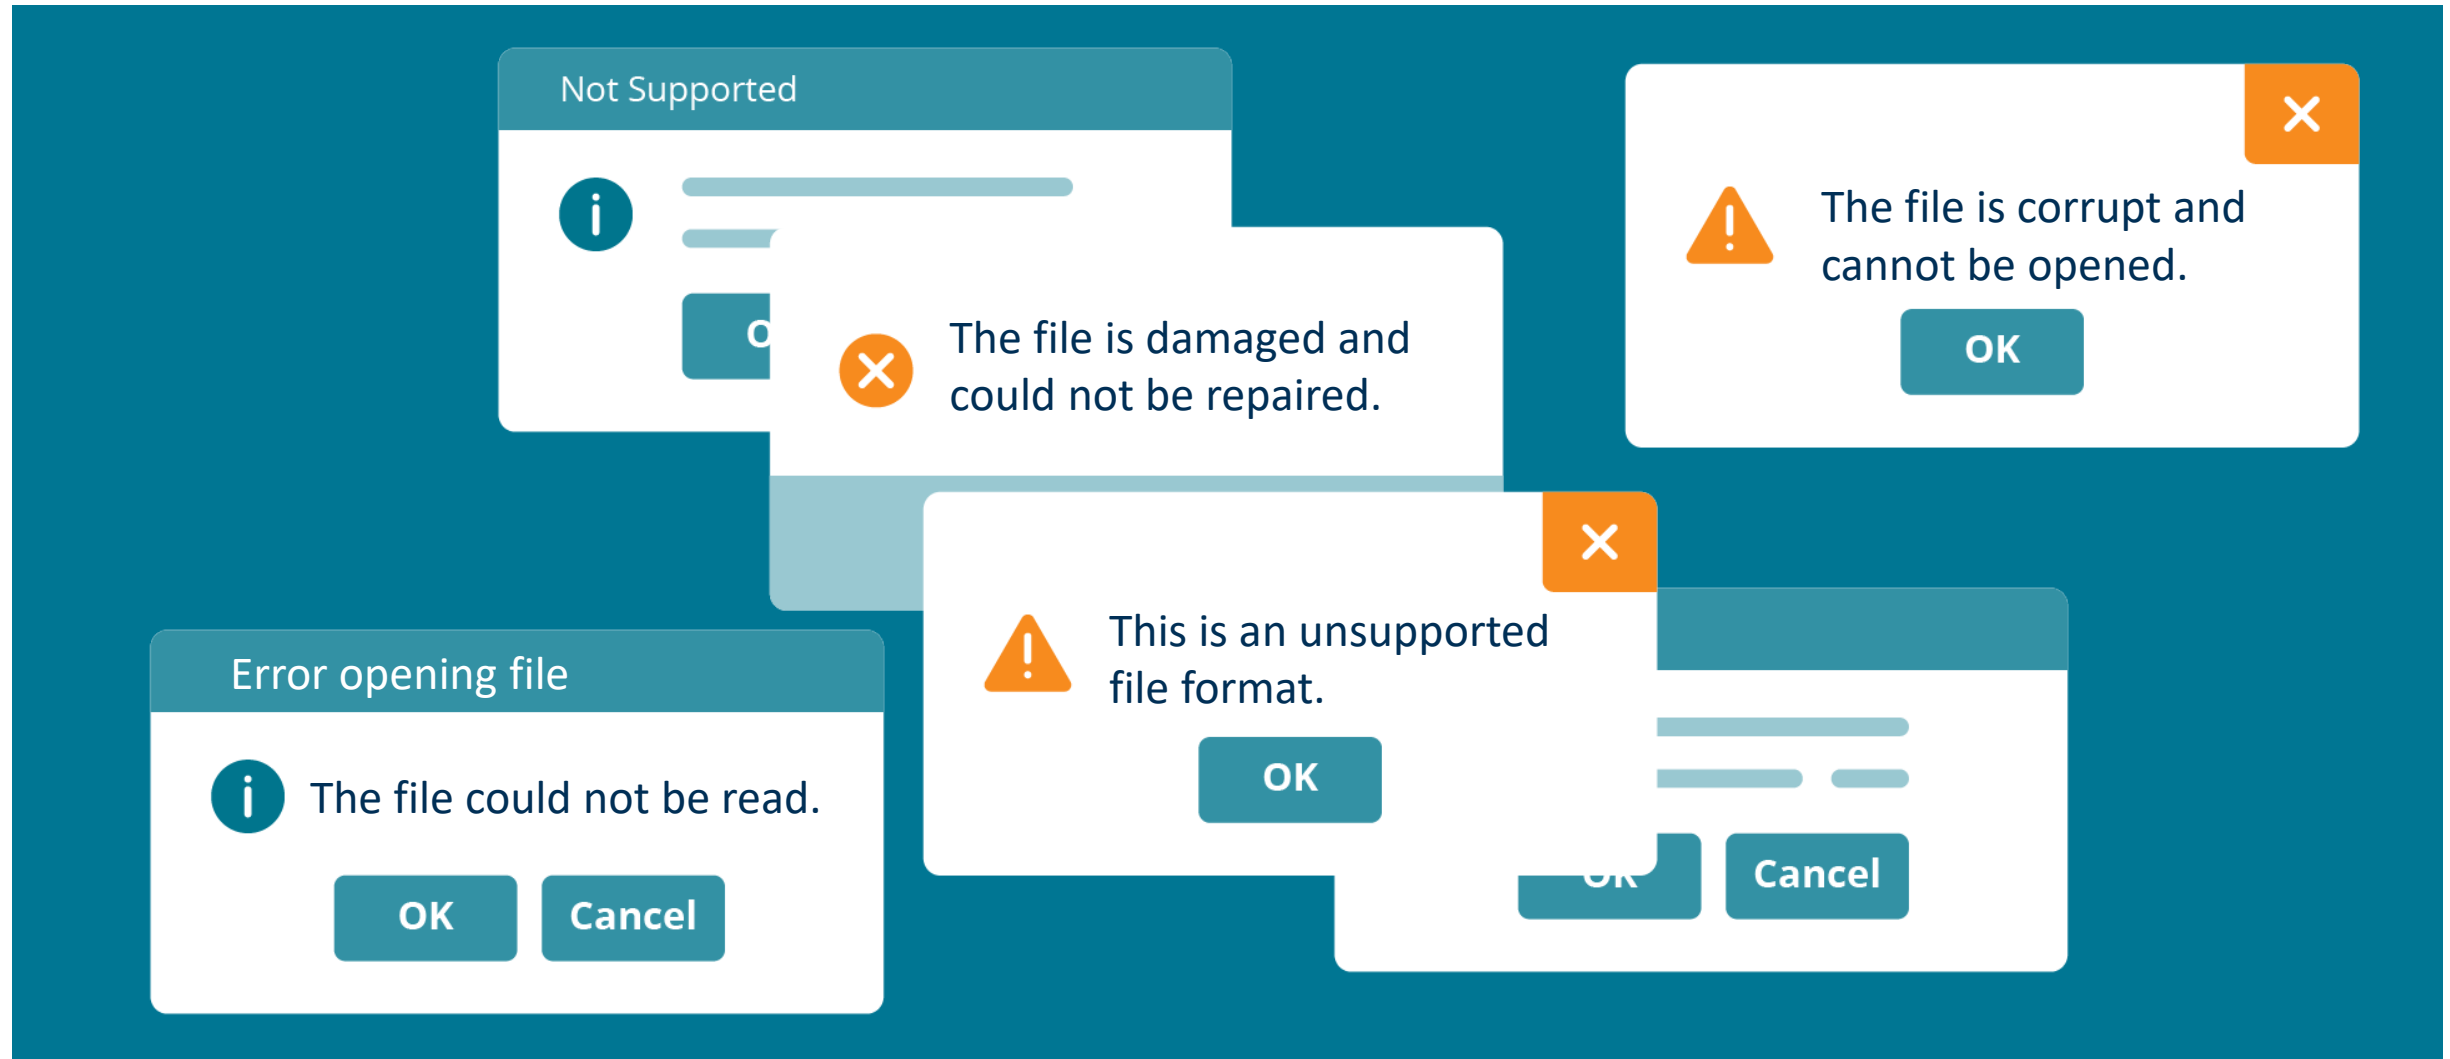 Not Supported
The file is damaged and
could not be repaired.
The file is corrupt and
cannot be opened.
OK
This is an unsupported
file format.
OK
Error opening file
The file could not be read.
OK
Cancel
OK
Cancel